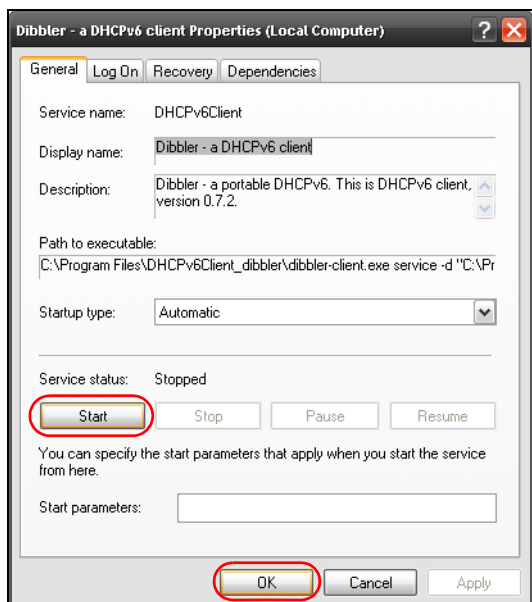 Dibbler - a DHCPv6 client Properties (Local Computer)
General Log On Recovery Dependencies
Service name: DHCPv6Client
Display name: Dibbler - a DHCPv6 client
Description: Dibbler - a portable DHCPv6. This is DHCPv6 client,
version 0.7.2.
Path to executable:
C:\Program Files\DHCPv6Client_dibbler\dibbler-client.exe service -d "C:\Pr
Startup type: Automatic
Service status: Stopped
Start Stop Pause Resume
You can specify the start parameters that apply when you start the service
from here.
Start parameters:
OK Cancel Apply